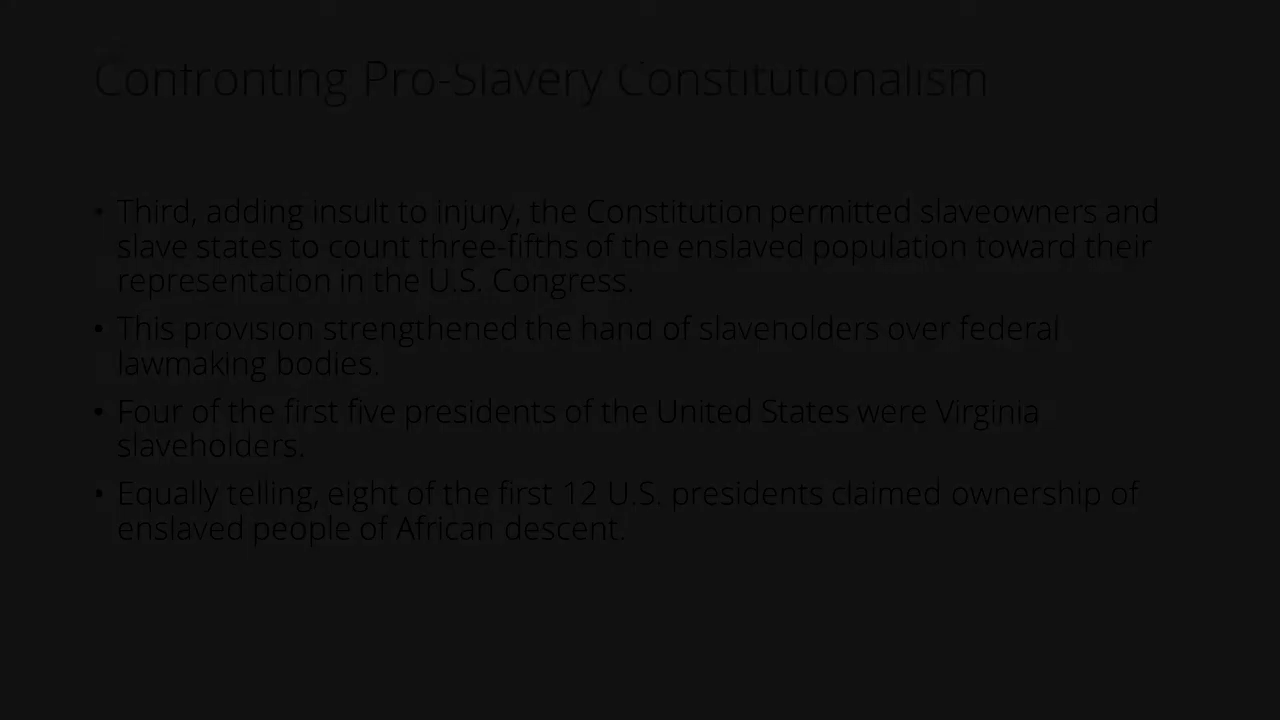 Confronting Pro-Slavery Constitutionalism
• Third, adding insult to injury, the Constitution permitted slaveowners and
slave states to count three-fifths of the enslaved population toward their
representation in the U.S. Congress.
• This provision strengthened the hand of slaveholders over federal
lawmaking bodies.
• Four of the first five presidents of the United States were Virginia
slaveholders.
• Equally telling, eight of the first 12 U.S. presidents claimed ownership of
enslaved people of African descent.